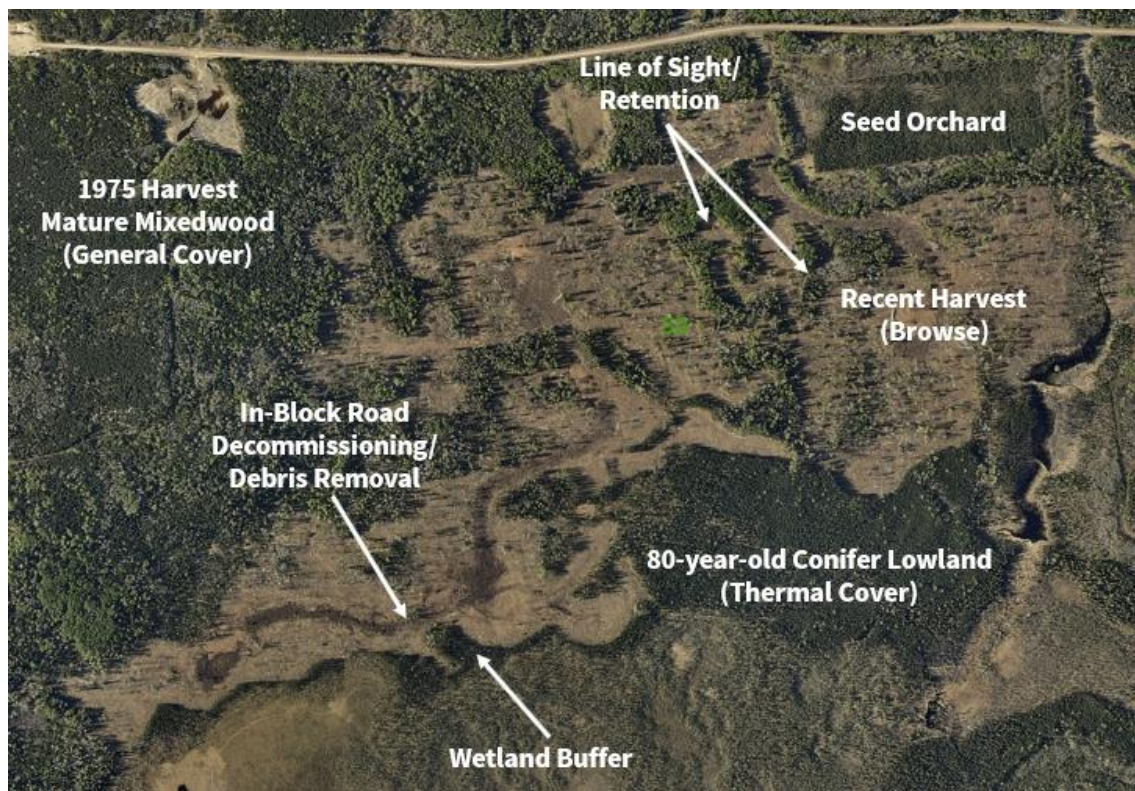 Line of Sight/
Retention
Seed Orchard
1975 Harvest
Mature Mixedwood
(General Cover)
Recent Harvest
(Browse)
In-Block Road
Decommissioning/
Debris Removal
80-year-old Conifer Lowland
(Thermal Cover)
Wetland Buffer